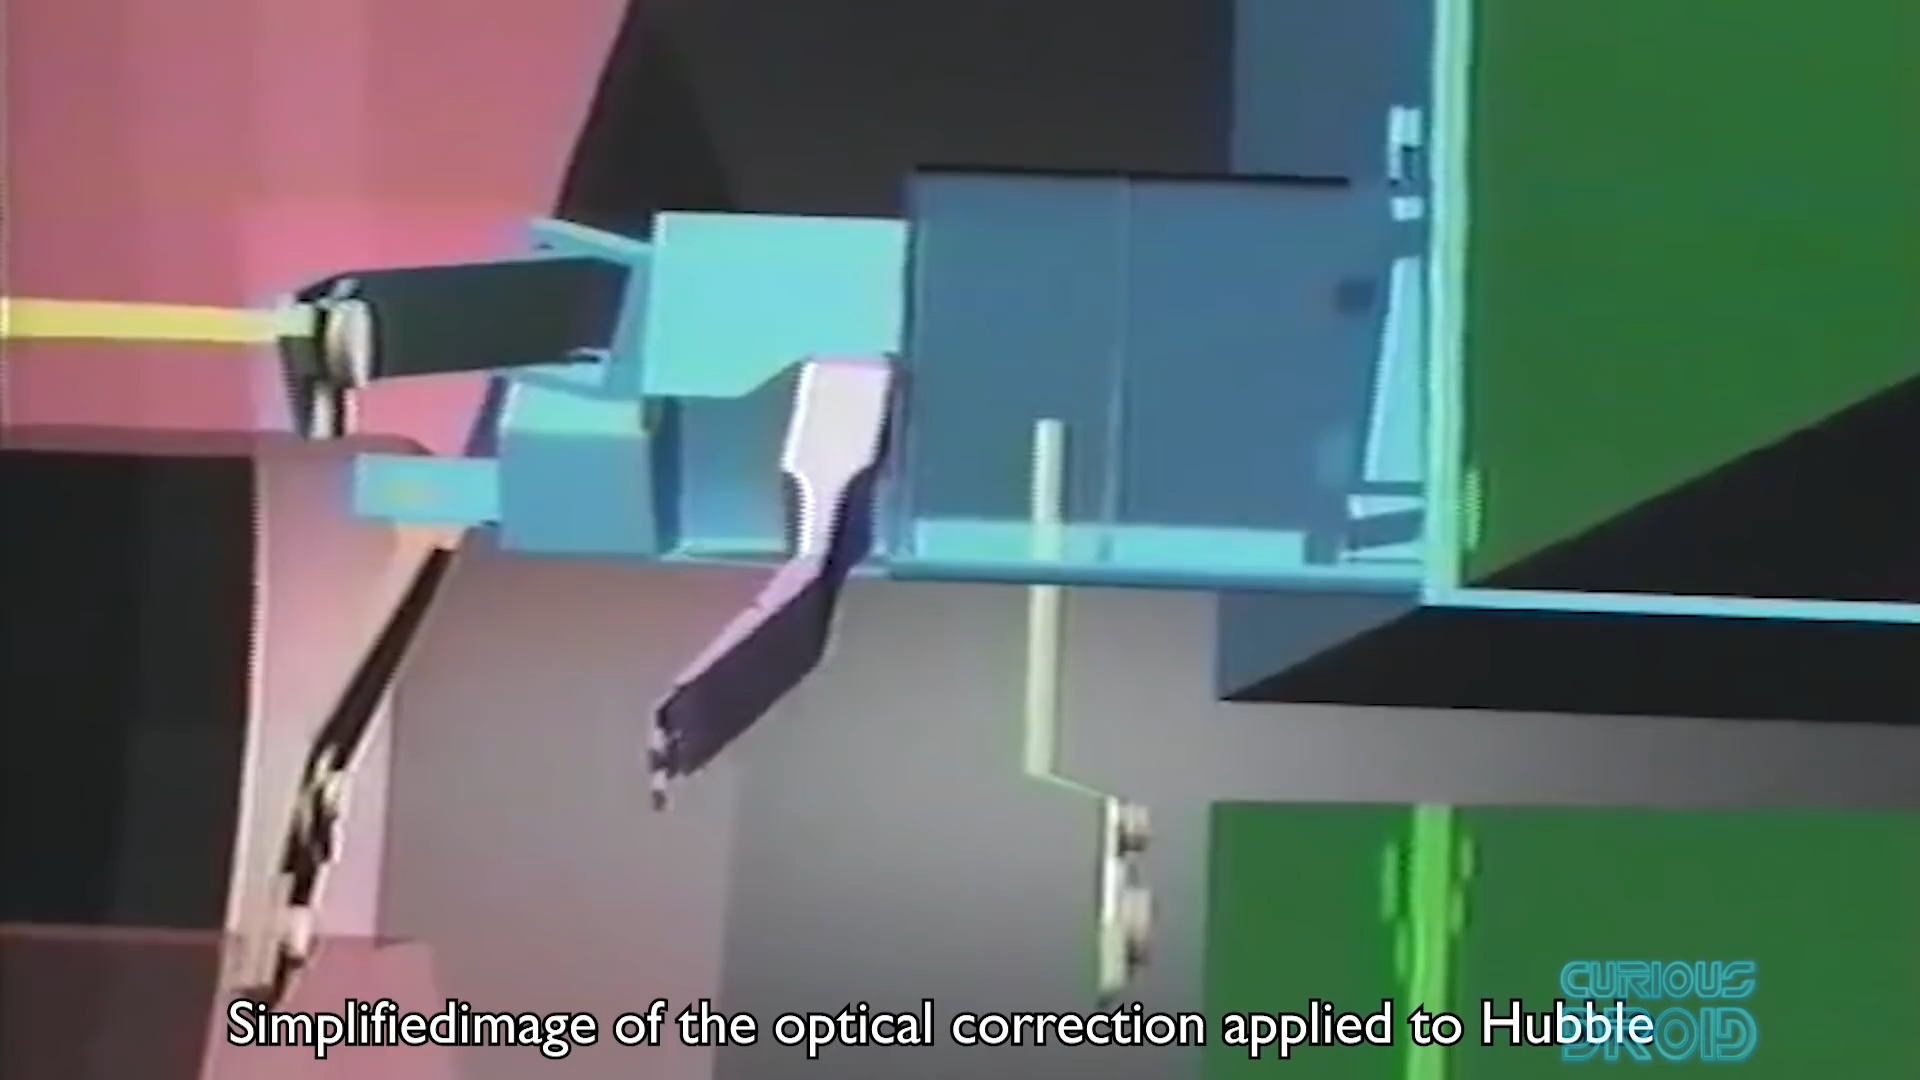 CURIOUS
DROID
Simplifiedimage of the optical correction applied to Hubble